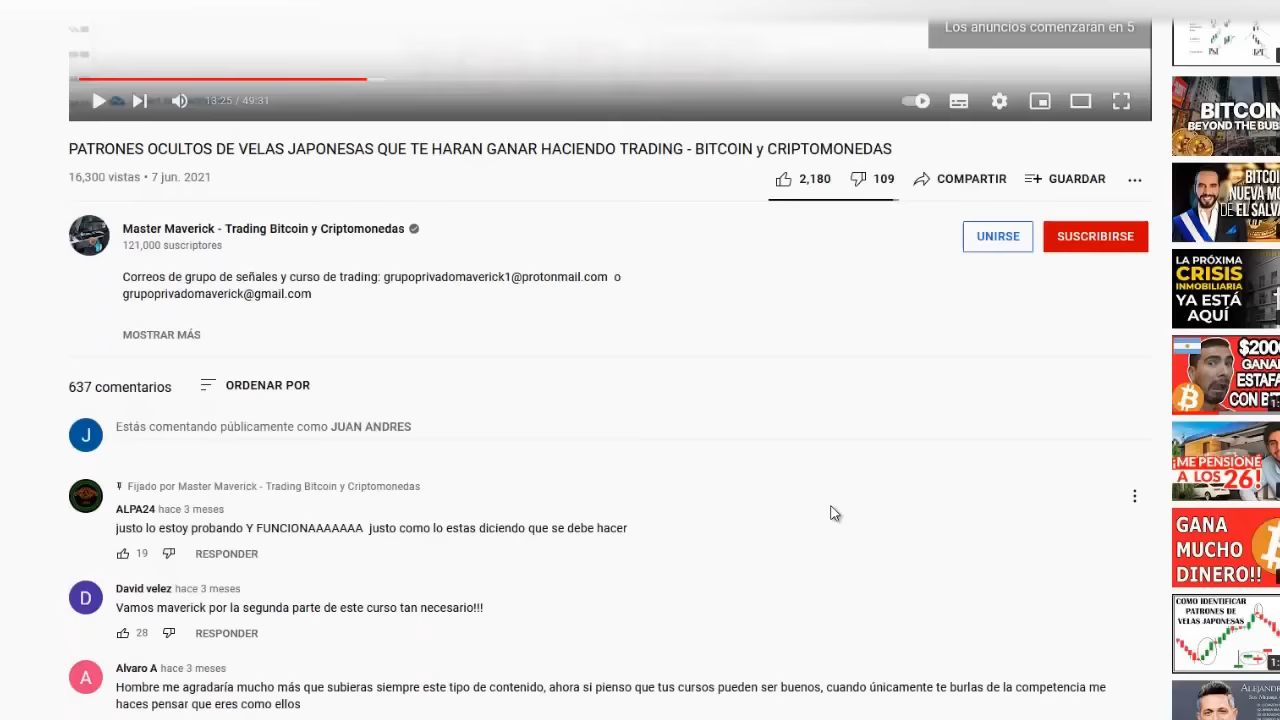 Los anuncios comenzarán en 5
13:25 / 49:31
PATRONES OCULTOS DE VELAS JAPONESAS QUE TE HARAN GANAR HACIENDO TRADING - BITCOIN y CRIPTOMONEDAS
16,300 vistas • 7 jun. 2021
2,180
109
COMPARTIR
GUARDAR
Master Maverick - Trading Bitcoin y Criptomonedas
121,000 suscriptores
UNIRSE
SUSCRIBIRSE
Correos de grupo de señales y curso de trading: grupoprivadomaverick1@protonmail.com o
grupoprivadomaverick@gmail.com
MOSTRAR MÁS
637 comentarios
ORDENAR POR
J
Estás comentando públicamente como JUAN ANDRES
Fijado por Master Maverick - Trading Bitcoin y Criptomonedas
ALPA24 hace 3 meses
justo lo estoy probando Y FUNCIONAAAAAAA justo como lo estas diciendo que se debe hacer
19
RESPONDER
D
David velez hace 3 meses
Vamos maverick por la segunda parte de este curso tan necesario!!!
28
RESPONDER
A
Alvaro A hace 3 meses
Hombre me agradaría mucho más que subieras siempre este tipo de contenido, ahora si pienso que tus cursos pueden ser buenos, cuando únicamente te burlas de la competencia me
haces pensar que eres como ellos
BITCOIN
BEYOND THE BUB
BITCOI
NUEVA MO
DE EL SALV
LA PRÓXIMA
CRISIS
INMOBILIARIA
YA ESTÁ
AQUÍ
$200
GANA
ESTAFA
CON BI
¡ME PENSIONÉ
A LOS 26!
GANA
MUCHO
DINERO!!
COMO IDENTIFICAR
PATRONES DE
VELAS JAPONESAS